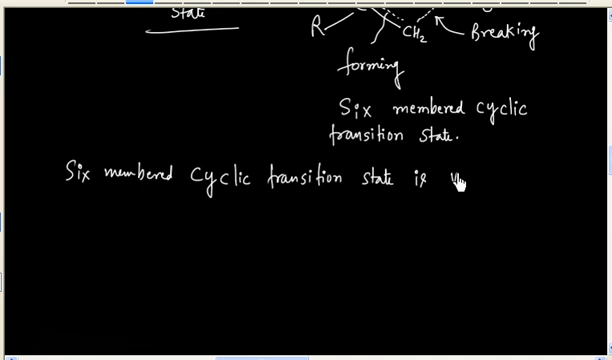 State
R
CH2
Breaking
forming
Six membered cyclic
transition state.
Six membered cyclic transition state is